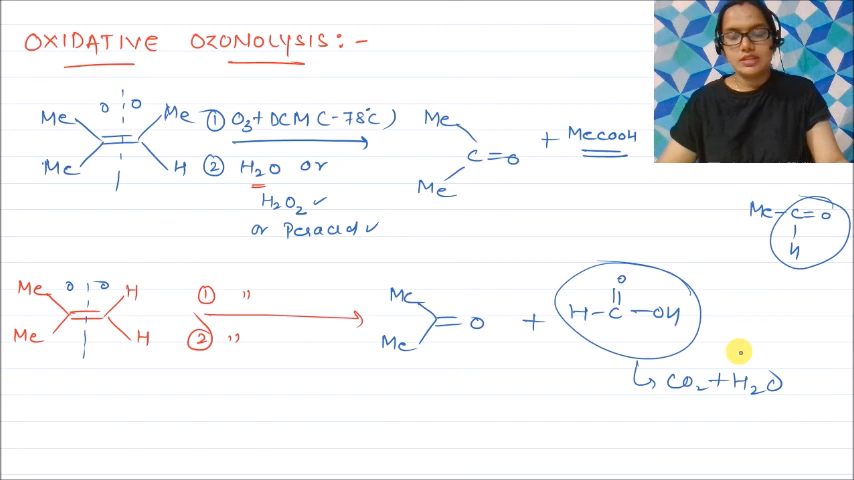 OXIDATIVE OZONOLYSIS:-
O O
Me Me
Me H
① O3+DCM (-78°C)
② H2O or
H2O2 ✓
or Peracid ✓
Me
C=O
Me
+ MeCOOH
Me-C=O
H
O O
Me H
Me H
① "
② "
Me
O
Me
+
O
H-C-OH
↳ CO2+H2O